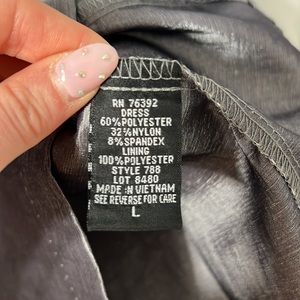 RN 76392
DRESS
60%POLYESTER
32%NYLON
8%SPANDEX
LINING
100%POLYESTER
STYLE 788
LOT 8480
MADE IN VIETNAM
SEE REVERSE FOR CARE
L